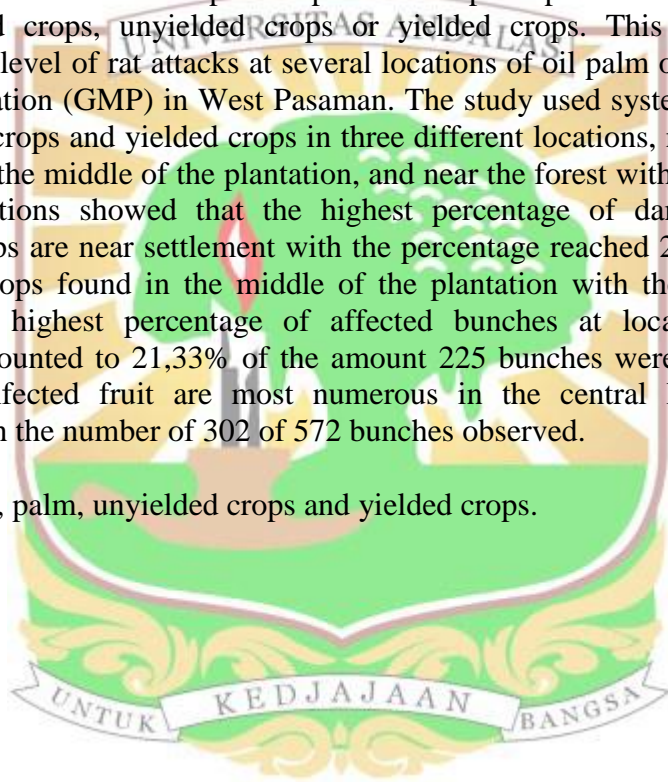 d crops, unyielded crops or yielded crops. This
UNIVERSITAS ANDALAS
level of rat attacks at several locations of oil palm o
ation (GMP) in West Pasaman. The study used syste
crops and yielded crops in three different locations,
the middle of the plantation, and near the forest with
tions showed that the highest percentage of da
ps are near settlement with the percentage reached 2
ops found in the middle of the plantation with the
highest percentage of affected bunches at loca
ounted to 21,33% of the amount 225 bunches were
fected fruit are most numerous in the central
n the number of 302 of 572 bunches observed.
, palm, unyielded crops and yielded crops.
UNTUK KEDJAJAAN BANGSA